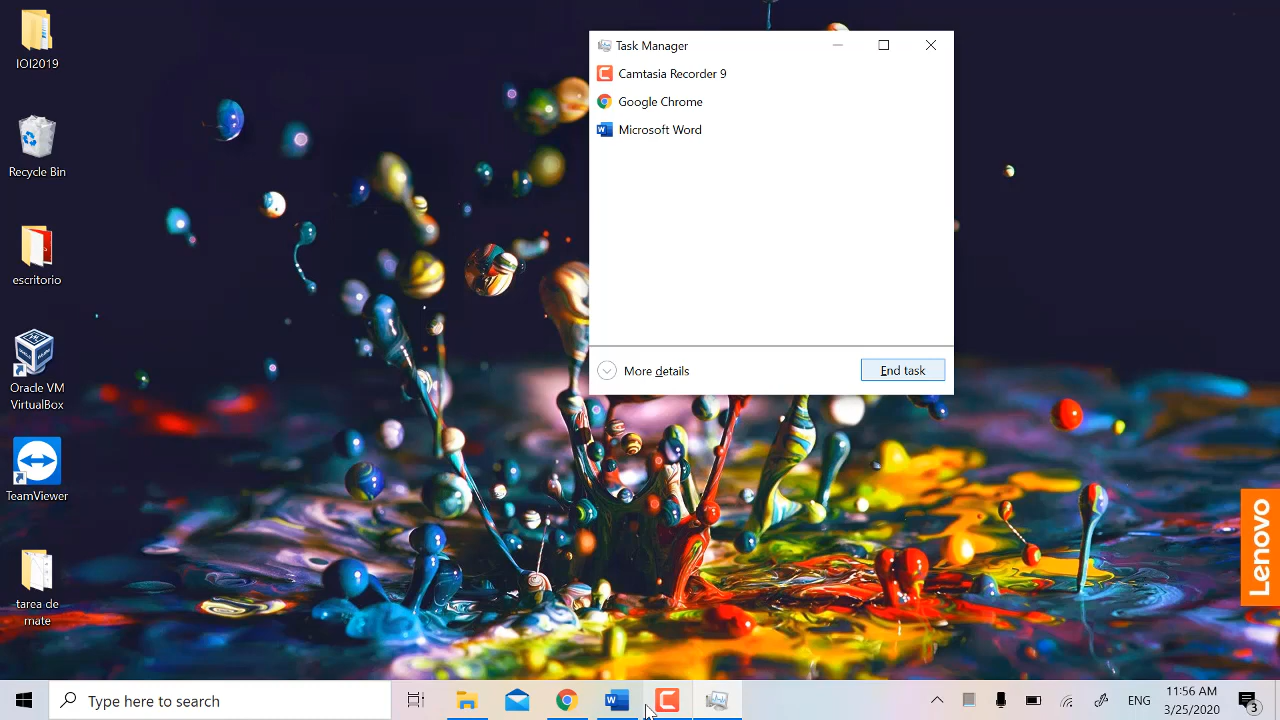 IOI2019
Recycle Bin
escritorio
Oracle VM
VirtualBox
TeamViewer
tarea de
mate
Task Manager
Camtasia Recorder 9
Google Chrome
Microsoft Word
More details
End task
Lenovo
Type here to search
ENG
11:56 AM
3/25/2020
3